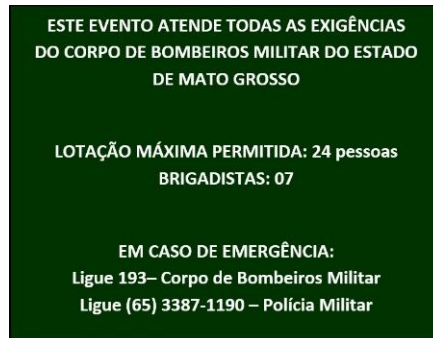 ESTE EVENTO ATENDE TODAS AS EXIGÊNCIAS
DO CORPO DE BOMBEIROS MILITAR DO ESTADO
DE MATO GROSSO
LOTAÇÃO MÁXIMA PERMITIDA: 24 pessoas
BRIGADISTAS: 07
EM CASO DE EMERGÊNCIA:
Ligue 193– Corpo de Bombeiros Militar
Ligue (65) 3387-1190 – Polícia Militar